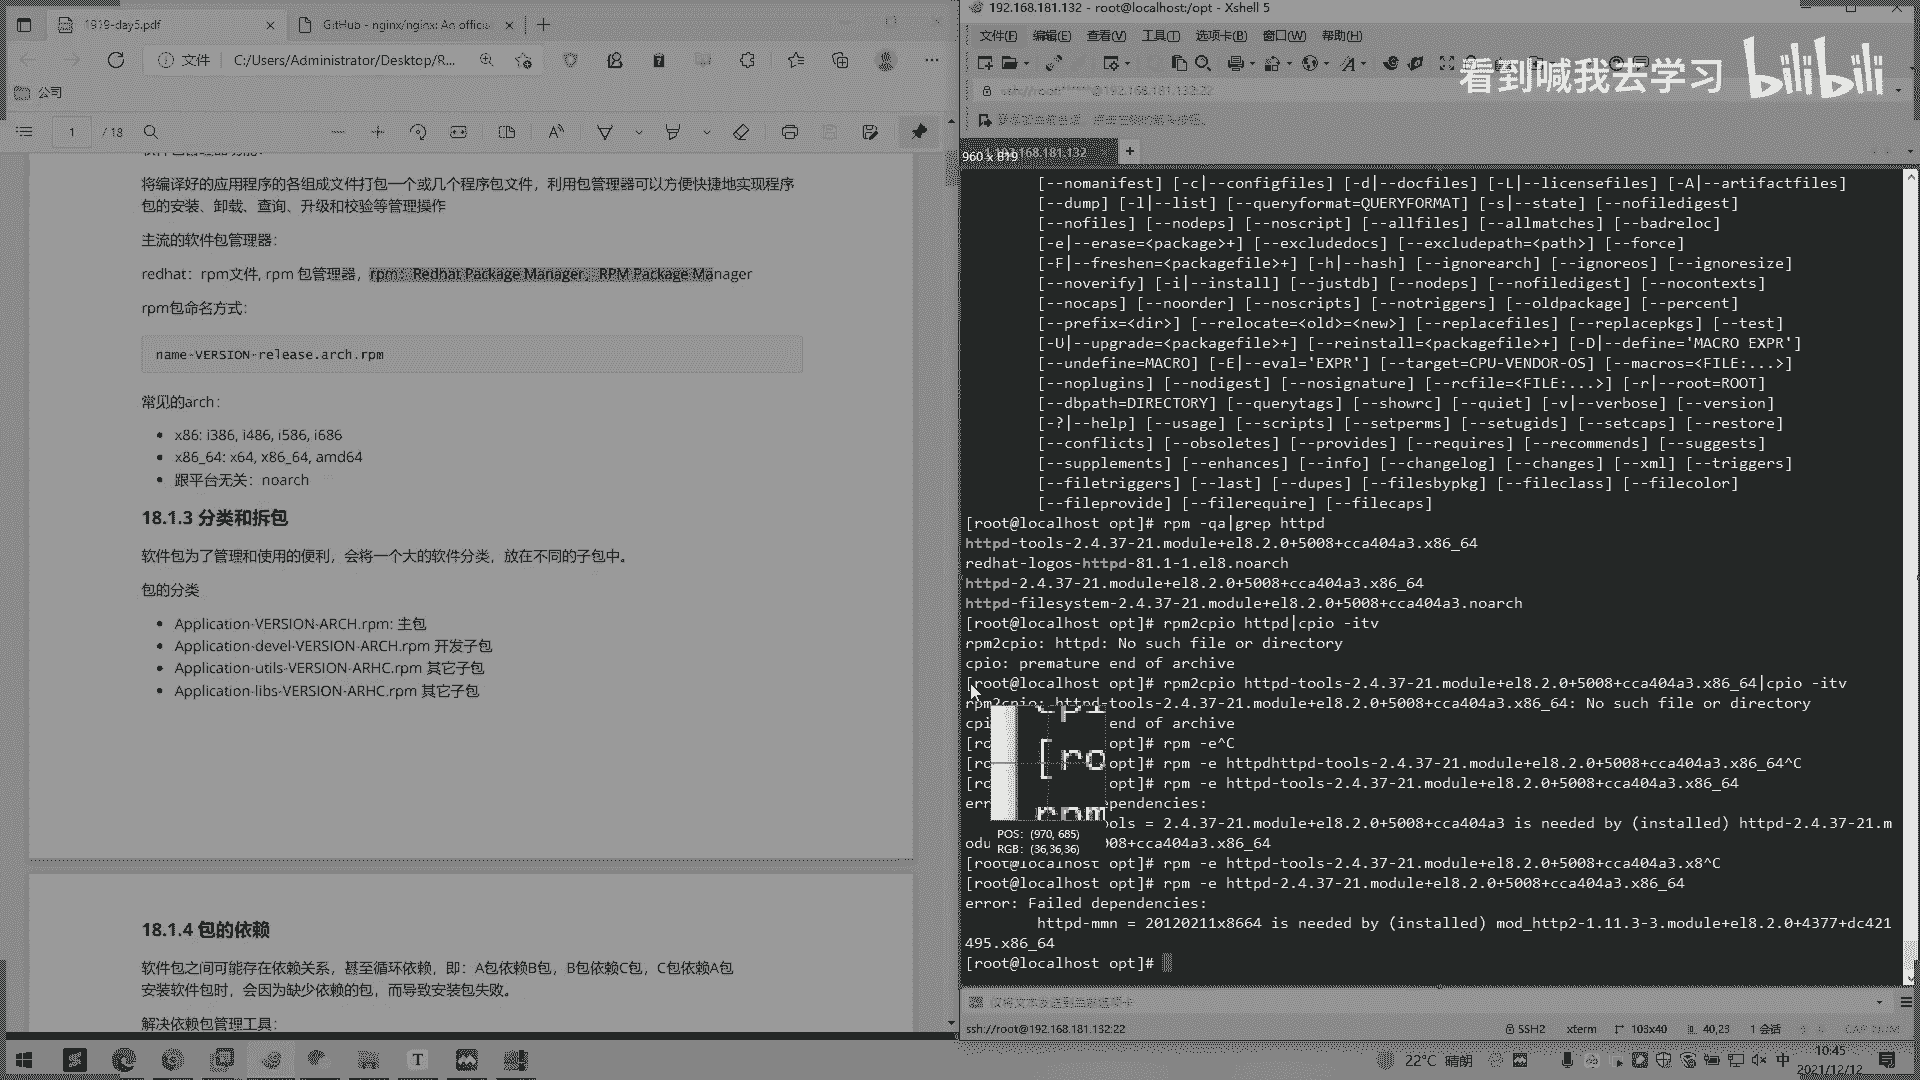 1919-day5.pdf
GitHub - nginx/nginx: An officia
文件
C:/Users/Administrator/Desktop/R...
公司
1
/ 18
将编译好的应用程序的各组成文件打包一个或几个程序包文件，利用包管理器可以方便快捷地实现程序
包的安装、卸载、查询、升级和校验等管理操作
主流的软件包管理器：
redhat：rpm文件, rpm 包管理器，rpm：Redhat Package Manager，RPM Package Manager
rpm包命名方式：
name-VERSION-release.arch.rpm
常见的arch：
x86: i386, i486, i586, i686
x86_64: x64, x86_64, amd64
跟平台无关：noarch
18.1.3 分类和拆包
软件包为了管理和使用的便利，会将一个大的软件分类，放在不同的子包中。
包的分类
Application-VERSION-ARCH.rpm: 主包
Application-devel-VERSION-ARCH.rpm 开发子包
Application-utils-VERSION-ARHC.rpm 其它子包
Application-libs-VERSION-ARHC.rpm 其它子包
18.1.4 包的依赖
软件包之间可能存在依赖关系，甚至循环依赖，即：A包依赖B包，B包依赖C包，C包依赖A包
安装软件包时，会因为缺少依赖的包，而导致安装包失败。
解决依赖包管理工具：
192.168.181.132 - root@localhost:/opt - Xshell 5
文件(F) 编辑(E) 查看(V) 工具(T) 选项卡(B) 窗口(W) 帮助(H)
看到喊我去学习 bilibili
960 x 819
[--nomanifest] [-c|--configfiles] [-d|--docfiles] [-L|--licensefiles] [-A|--artifactfiles]
[--dump] [-l|--list] [--queryformat=QUERYFORMAT] [-s|--state] [--nofiledigest]
[--nofiles] [--nodeps] [--noscript] [--allfiles] [--allmatches] [--badreloc]
[-e|--erase=<package>+] [--excludedocs] [--excludepath=<path>] [--force]
[-F|--freshen=<packagefile>+] [-h|--hash] [--ignorearch] [--ignoreos] [--ignoresize]
[--noverify] [-i|--install] [--justdb] [--nodeps] [--nofiledigest] [--nocontexts]
[--nocaps] [--noorder] [--noscripts] [--notriggers] [--oldpackage] [--percent]
[--prefix=<dir>] [--relocate=<old>=<new>] [--replacefiles] [--replacepkgs] [--test]
[-U|--upgrade=<packagefile>+] [--reinstall=<packagefile>+] [-D|--define='MACRO EXPR']
[--undefine=MACRO] [-E|--eval='EXPR'] [--target=CPU-VENDOR-OS] [--macros=<FILE:...>]
[--noplugins] [--nodigest] [--nosignature] [--rcfile=<FILE:...>] [-r|--root=ROOT]
[--dbpath=DIRECTORY] [--querytags] [--showrc] [--quiet] [-v|--verbose] [--version]
[-?|--help] [--usage] [--scripts] [--setperms] [--setugids] [--setcaps] [--restore]
[--conflicts] [--obsoletes] [--provides] [--requires] [--recommends] [--suggests]
[--supplements] [--enhances] [--info] [--changelog] [--changes] [--xml] [--triggers]
[--filetriggers] [--last] [--dupes] [--filesbypkg] [--fileclass] [--filecolor]
[--fileprovide] [--filerequire] [--filecaps]
[root@localhost opt]# rpm -qa|grep httpd
httpd-tools-2.4.37-21.module+el8.2.0+5008+cca404a3.x86_64
redhat-logos-httpd-81.1-1.el8.noarch
httpd-2.4.37-21.module+el8.2.0+5008+cca404a3.x86_64
httpd-filesystem-2.4.37-21.module+el8.2.0+5008+cca404a3.noarch
[root@localhost opt]# rpm2cpio httpd|cpio -itv
rpm2cpio: httpd: No such file or directory
cpio: premature end of archive
[root@localhost opt]# rpm2cpio httpd-tools-2.4.37-21.module+el8.2.0+5008+cca404a3.x86_64|cpio -itv
rpm2cpio: httpd-tools-2.4.37-21.module+el8.2.0+5008+cca404a3.x86_64: No such file or directory
cpi end of archive
[ro opt]# rpm -e^C
[ro opt]# rpm -e httpdhttpd-tools-2.4.37-21.module+el8.2.0+5008+cca404a3.x86_64^C
[ro opt]# rpm -e httpd-tools-2.4.37-21.module+el8.2.0+5008+cca404a3.x86_64
err ependencies:
ools = 2.4.37-21.module+el8.2.0+5008+cca404a3 is needed by (installed) httpd-2.4.37-21.m
odu 08+cca404a3.x86_64
POS: (970, 685)
RGB: (36,36,36)
[root@localhost opt]# rpm -e httpd-tools-2.4.37-21.module+el8.2.0+5008+cca404a3.x8^C
[root@localhost opt]# rpm -e httpd-2.4.37-21.module+el8.2.0+5008+cca404a3.x86_64
error: Failed dependencies:
httpd-mmn = 20120211x8664 is needed by (installed) mod_http2-1.11.3-3.module+el8.2.0+4377+dc421
495.x86_64
[root@localhost opt]#
ssh://root@192.168.181.132:22
SSH2
xterm
103x40
40,23
1 会话
CAP NUM
22°C 晴朗
中
10:45
2021/12/12